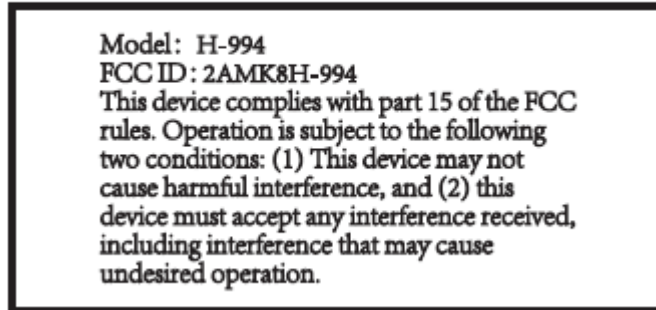 Model: H-994
FCC ID: 2AMK8H-994
This device complies with part 15 of the FCC
rules. Operation is subject to the following
two conditions: (1) This device may not
cause harmful interference, and (2) this
device must accept any interference received,
including interference that may cause
undesired operation.